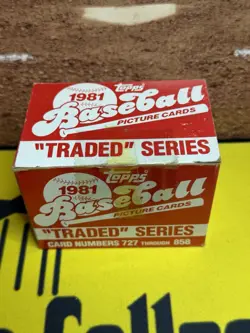 1981
TOPPS
Baseball
PICTURE CARDS
"TRADED" SERIES
1981
TOPPS
Baseball
PICTURE CARDS
"TRADED" SERIES
CARD NUMBERS 727 THROUGH 858